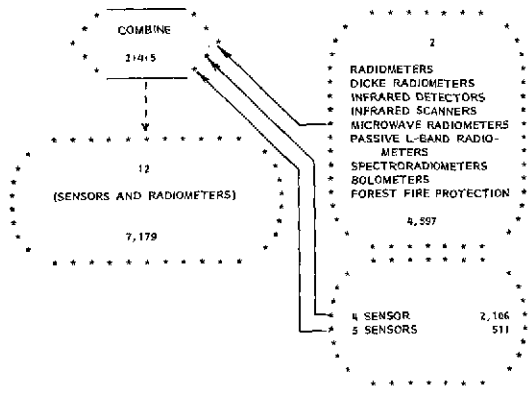 COMBINE
2+4+5
12
(SENSORS AND RADIOMETERS)
7,179
2
RADIOMETERS
DICKE RADIOMETERS
INFRARED DETECTORS
INFRARED SCANNERS
MICROWAVE RADIOMETERS
PASSIVE L-BAND RADIO-
METERS
SPECTRORADIOMETERS
BOLOMETERS
FOREST FIRE PROTECTION
4,597
4 SENSOR 2,106
5 SENSORS 511